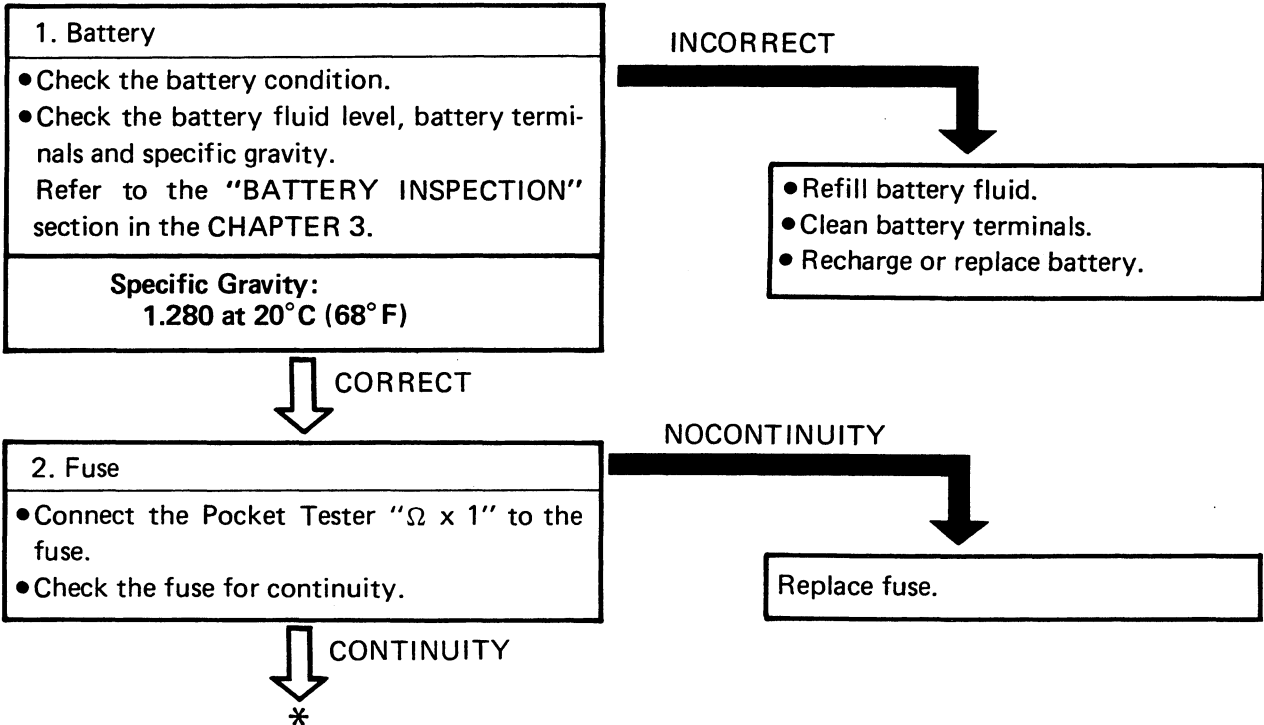 1. Battery
●Check the battery condition.
●Check the battery fluid level, battery termi-
nals and specific gravity.
Refer to the "BATTERY INSPECTION"
section in the CHAPTER 3.
Specific Gravity:
1.280 at 20°C (68°F)
INCORRECT
●Refill battery fluid.
●Clean battery terminals.
● Recharge or replace battery.
CORRECT
2. Fuse
●Connect the Pocket Tester "Ω x 1" to the
fuse.
●Check the fuse for continuity.
NOCONTINUITY
Replace fuse.
CONTINUITY
*